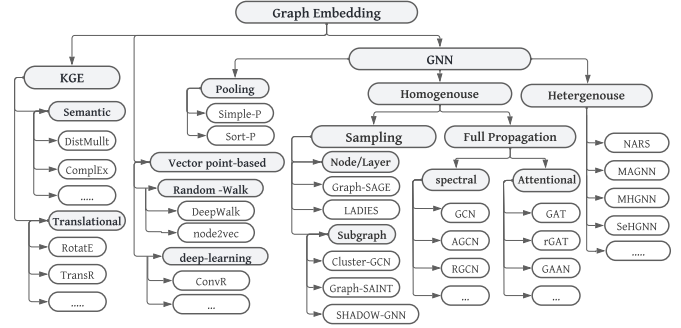 Graph Embedding
KGE
Semantic
DistMullt
ComplEx
.....
Translational
RotatE
TransR
.....
Vector point-based
Random -Walk
DeepWalk
node2vec
deep-learning
ConvR
...
GNN
Pooling
Simple-P
Sort-P
Homogenouse
Sampling
Node/Layer
Graph-SAGE
LADIES
Subgraph
Cluster-GCN
Graph-SAINT
SHADOW-GNN
Full Propagation
spectral
GCN
AGCN
RGCN
...
Attentional
GAT
rGAT
GAAN
...
Hetergenouse
NARS
MAGNN
MHGNN
SeHGNN
.....